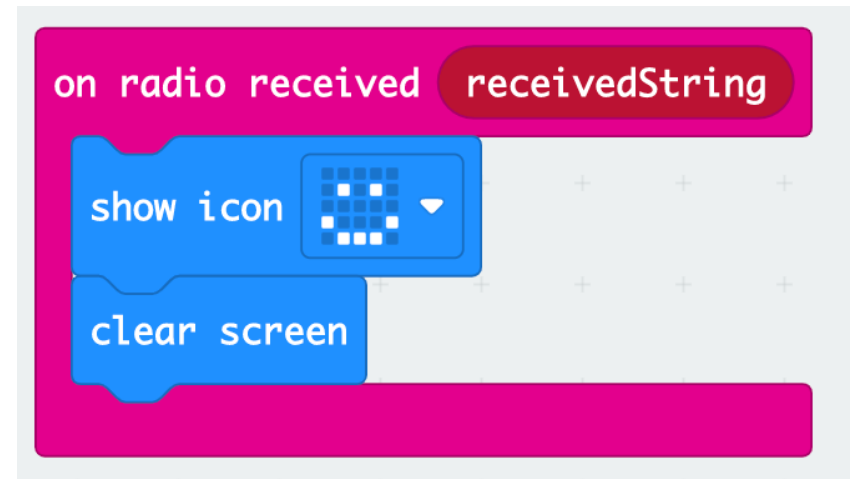 on radio received receivedString
show icon
clear screen